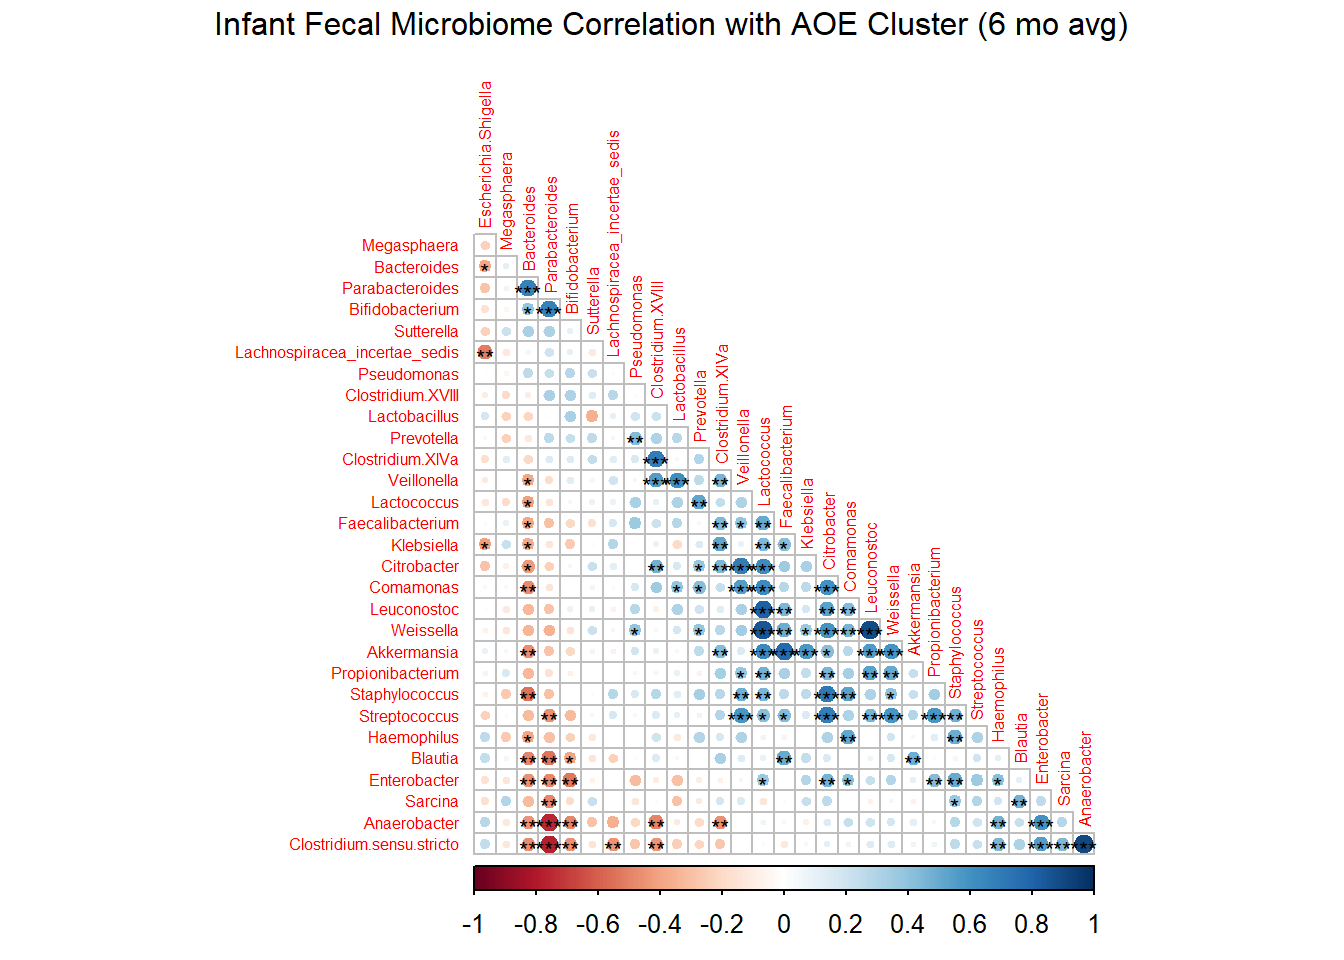 Infant Fecal Microbiome Correlation with AOE Cluster (6 mo avg)
Escherichia.Shigella
Megasphaera
Bacteroides
Parabacteroides
Bifidobacterium
Sutterella
Lachnospiracea_incertae_sedis
Pseudomonas
Clostridium.XVIII
Lactobacillus
Prevotella
Clostridium.XIVa
Veillonella
Lactococcus
Faecalibacterium
Klebsiella
Citrobacter
Comamonas
Leuconostoc
Weissella
Akkermansia
Propionibacterium
Staphylococcus
Streptococcus
Haemophilus
Blautia
Enterobacter
Sarcina
Anaerobacter
Megasphaera
Bacteroides *
Parabacteroides ***
Bifidobacterium * ***
Sutterella
Lachnospiracea_incertae_sedis **
Pseudomonas
Clostridium.XVIII
Lactobacillus
Prevotella **
Clostridium.XIVa ***
Veillonella * *** *** **
Lactococcus * **
Faecalibacterium * ** * **
Klebsiella * * ** ** *
Citrobacter * ** * ** *** ***
Comamonas ** * * *** *** ***
Leuconostoc *** ** ** **
Weissella * * *** ** * *** ** ***
Akkermansia ** ** *** *** *** * *** ***
Propionibacterium * ** ** ** **
Staphylococcus ** ** ** *** ** *
Streptococcus ** *** * * *** ** *** *** **
Haemophilus * ** **
Blautia ** ** * ** **
Enterobacter ** ** ** * ** * ** ** *
Sarcina ** * **
Anaerobacter ** *** ** ** ** ** ***
Clostridium.sensu.stricto ** *** ** ** ** ** ** ** ***
-1 -0.8 -0.6 -0.4 -0.2 0 0.2 0.4 0.6 0.8 1